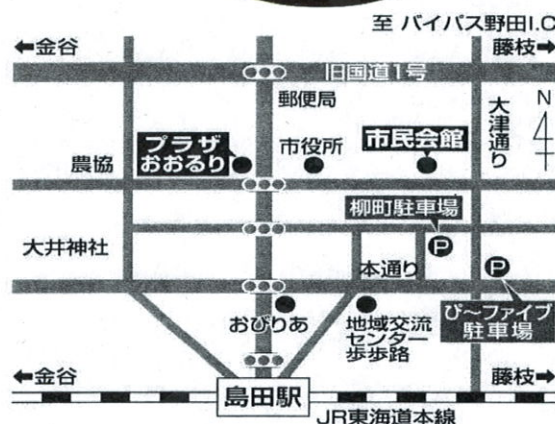 至 バイパス野田I.C
←金谷
藤枝→
旧国道1号
郵便局
大津通り
N
プラザ
おおるり
市役所
市民会館
農協
柳町駐車場
P
大井神社
本通り
P
おびりあ
地域交流
センター
歩歩路
ぴ〜ファイブ
駐車場
←金谷
藤枝→
島田駅
JR東海道本線